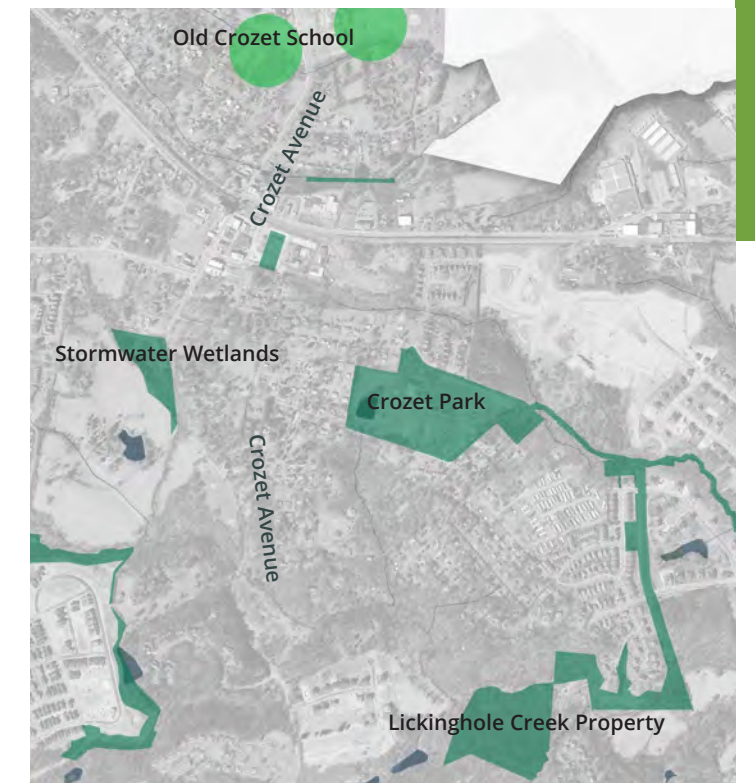 Old Crozet School
Crozet Avenue
Stormwater Wetlands
Crozet Park
Crozet Avenue
Lickinghole Creek Property